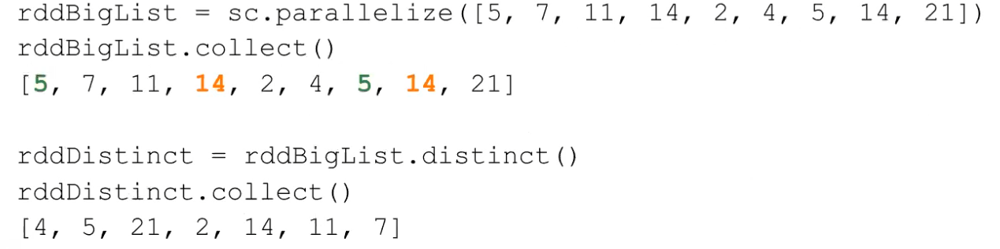 rddBigList = sc.parallelize([5, 7, 11, 14, 2, 4, 5, 14, 21])
rddBigList.collect()
[5, 7, 11, 14, 2, 4, 5, 14, 21]
rddDistinct = rddBigList.distinct()
rddDistinct.collect()
[4, 5, 21, 2, 14, 11, 7]